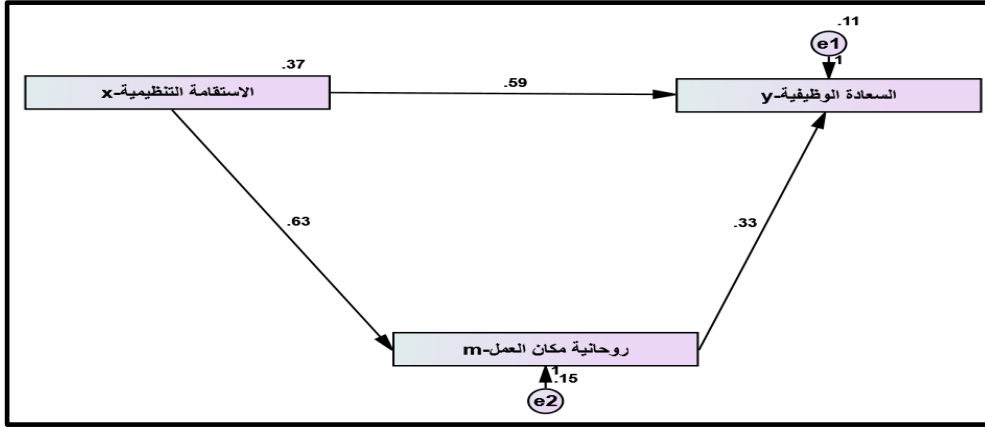 .11
e1
1
.37
x-الاستقامة التنظيمية
.59
y-السعادة الوظيفية
.63
.33
m-روحانية مكان العمل
1
.15
e2